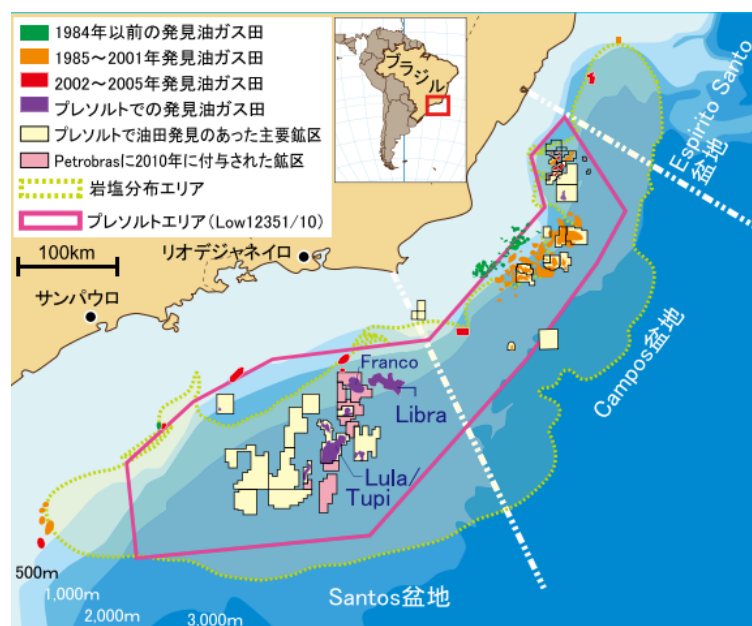 1984年以前の発見油ガス田
1985～2001年発見油ガス田
2002～2005年発見油ガス田
プレソルトでの発見油ガス田
プレソルトで油田発見のあった主要鉱区
Petrobrasに2010年に付与された鉱区
岩塩分布エリア
プレソルトエリア(Low12351/10)
ブラジル
100km
リオデジャネイロ
サンパウロ
Espirito Santo
盆地
Campos盆地
Franco
Libra
Lula/
Tupi
Santos盆地
500m
1,000m
2,000m
3,000m